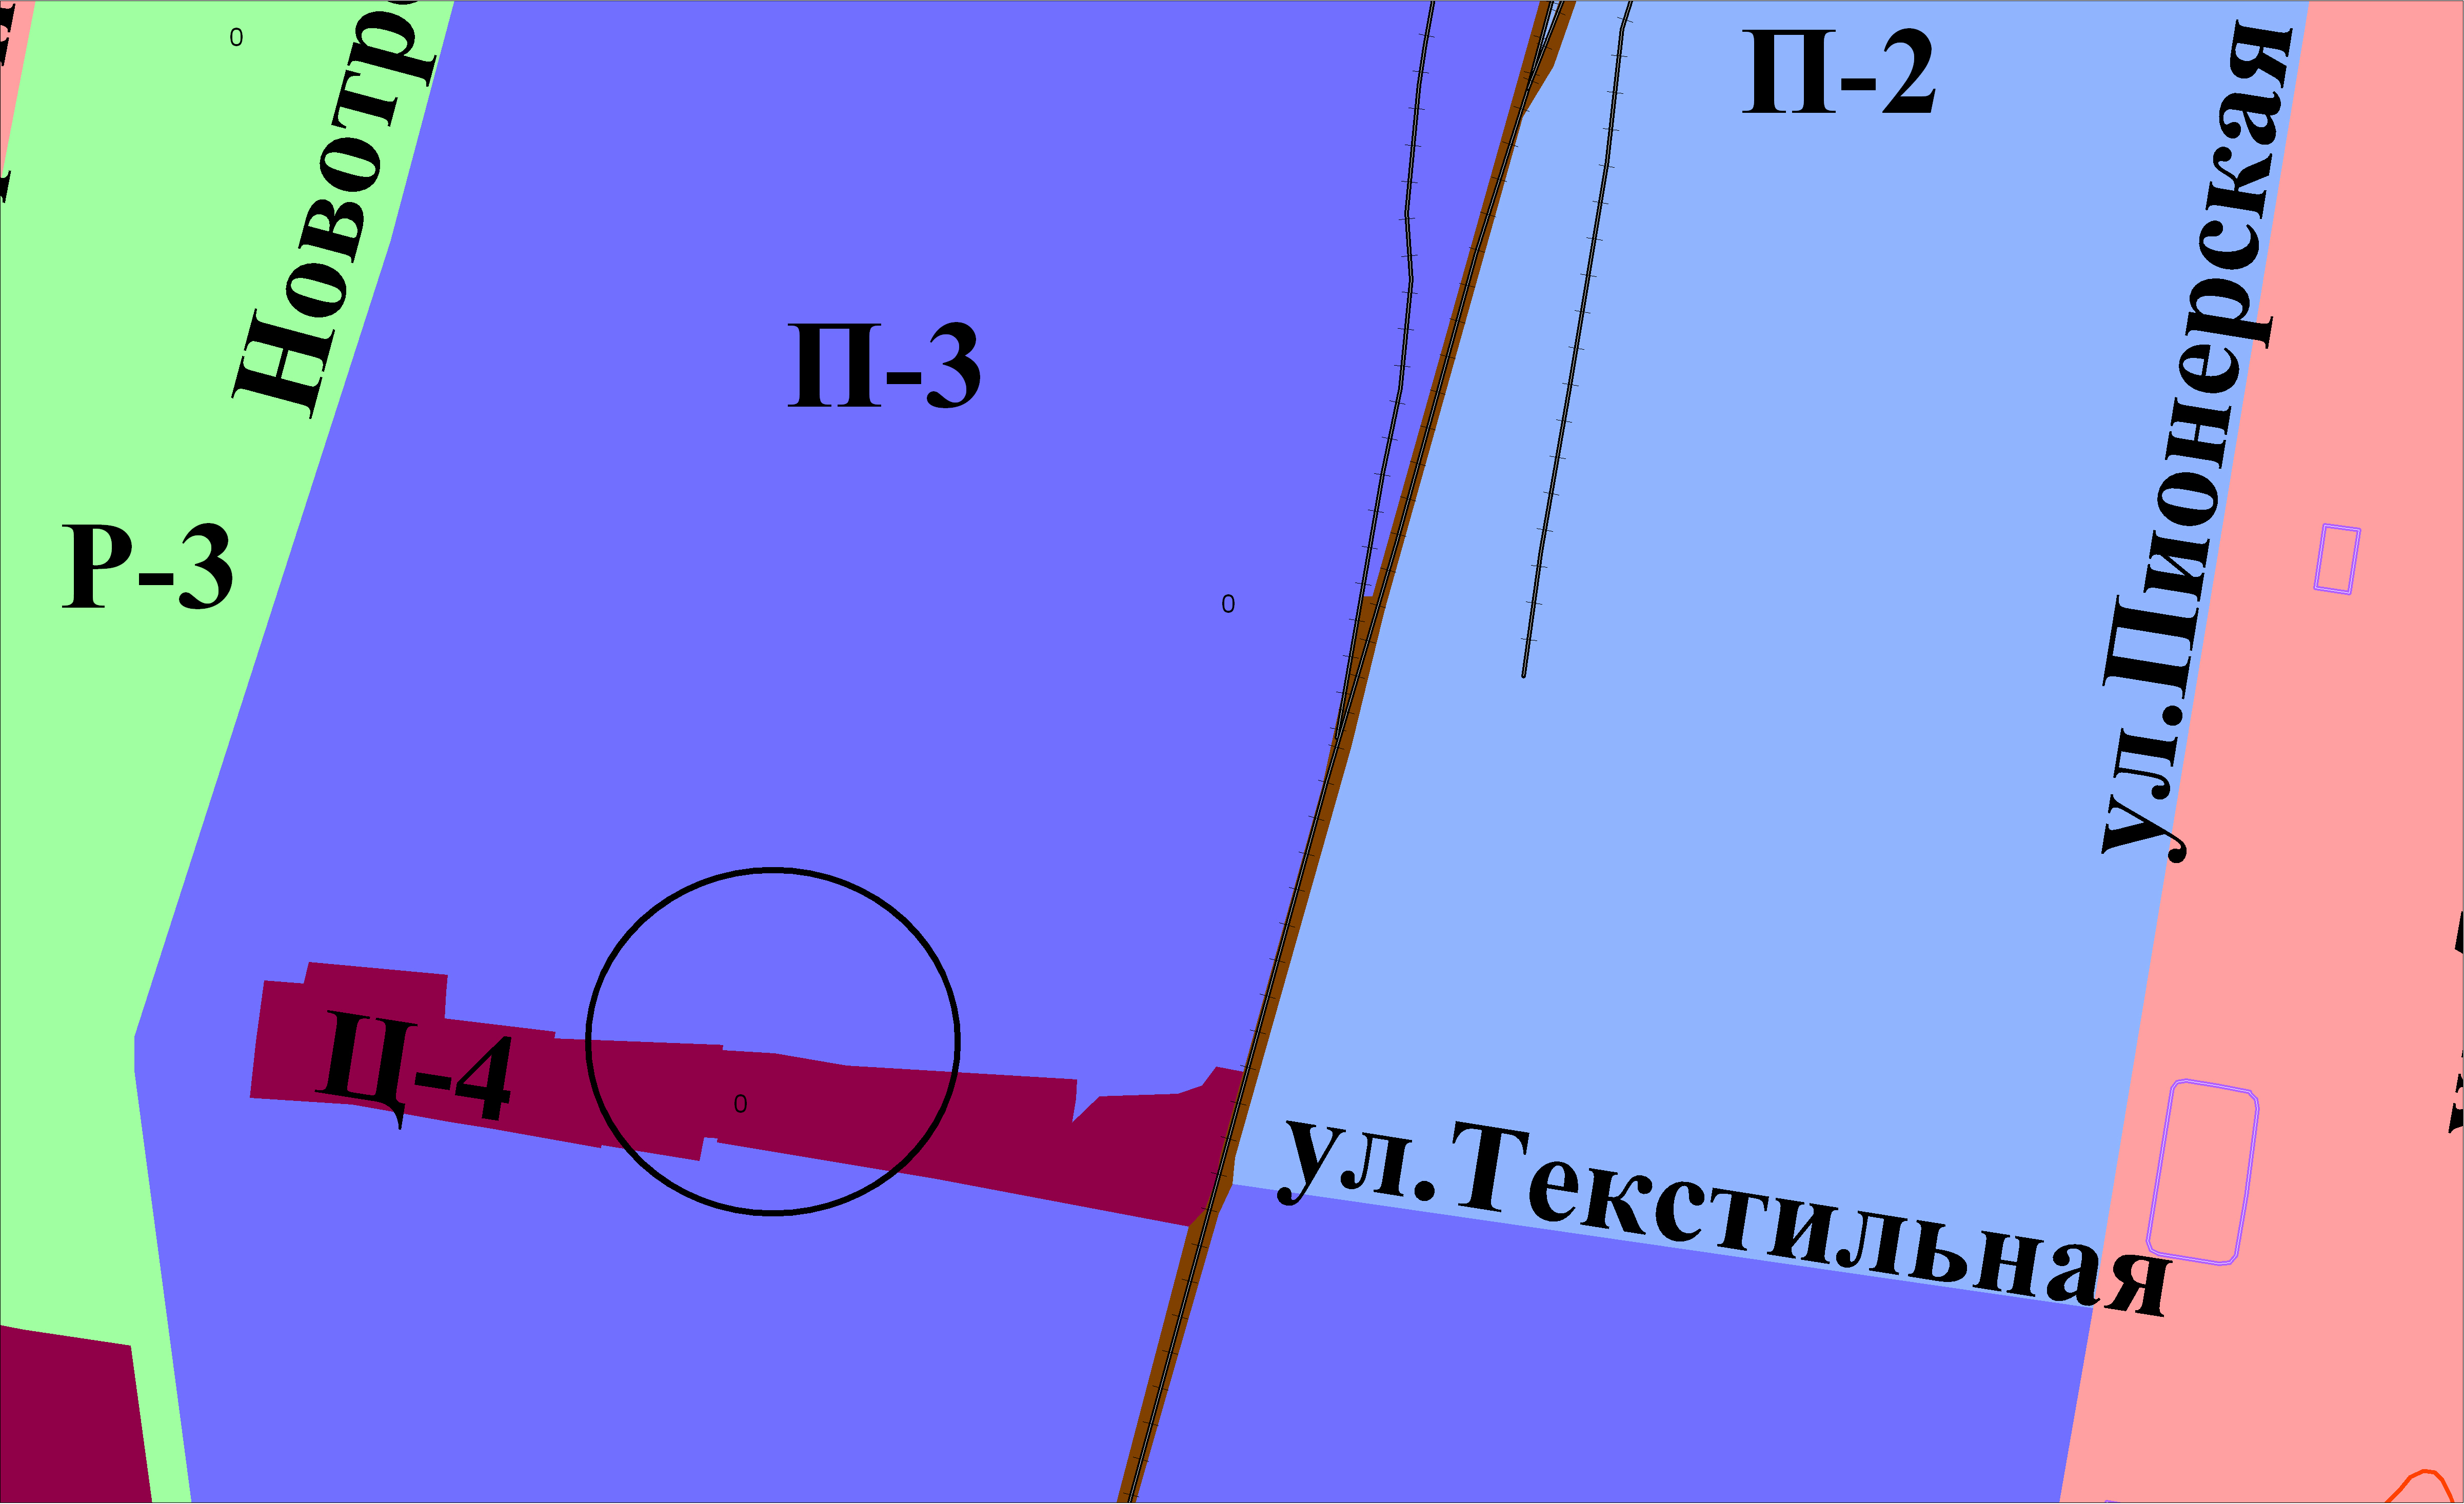 0
Новотр
П-2
ул.Пионерская
П-3
Р-3
0
Ц-4
0
ул.Текстильная